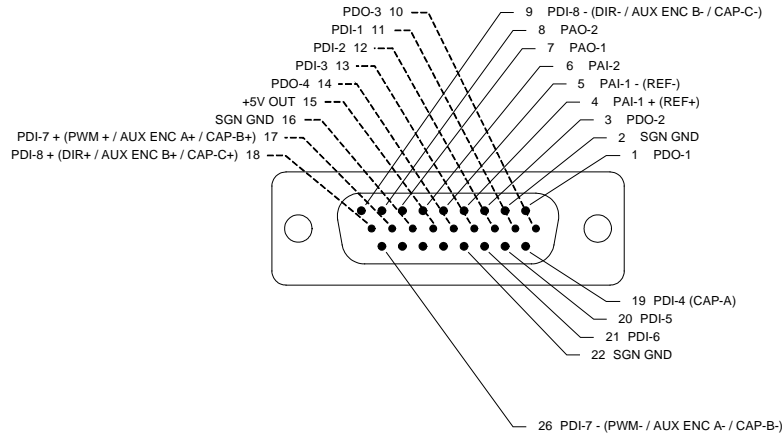 PDO-3 10
PDI-1 11
PDI-2 12
PDI-3 13
PDO-4 14
+5V OUT 15
SGN GND 16
PDI-7 + (PWM + / AUX ENC A+ / CAP-B+) 17
PDI-8 + (DIR+ / AUX ENC B+ / CAP-C+) 18
9 PDI-8 - (DIR- / AUX ENC B- / CAP-C-)
8 PAO-2
7 PAO-1
6 PAI-2
5 PAI-1 - (REF-)
4 PAI-1 + (REF+)
3 PDO-2
2 SGN GND
1 PDO-1
19 PDI-4 (CAP-A)
20 PDI-5
21 PDI-6
22 SGN GND
26 PDI-7 - (PWM- / AUX ENC A- / CAP-B-)